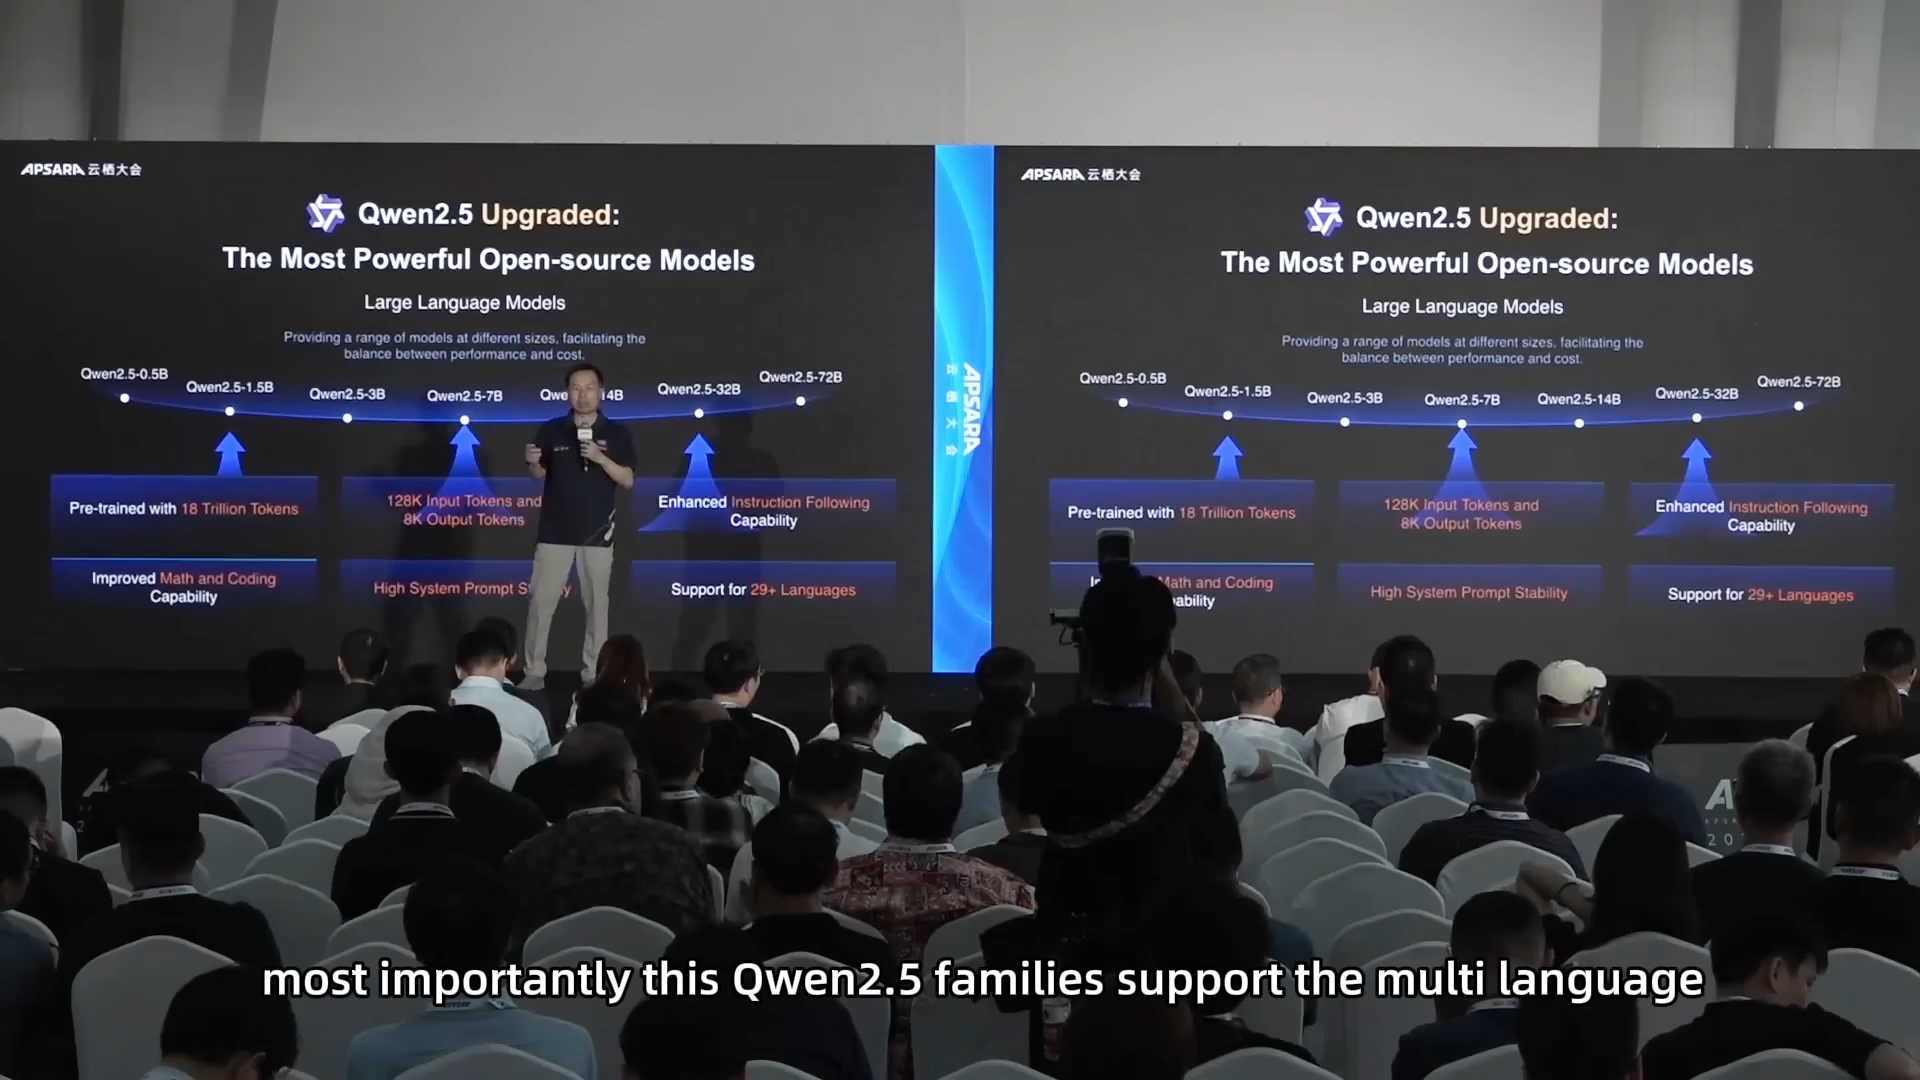 APSARA 云栖大会
Qwen2.5 Upgraded:
The Most Powerful Open-source Models
Large Language Models
Providing a range of models at different sizes, facilitating the
balance between performance and cost.
Qwen2.5-0.5B
Qwen2.5-1.5B
Qwen2.5-3B
Qwen2.5-7B
Qwe 14B
Qwen2.5-32B
Qwen2.5-72B
Pre-trained with 18 Trillion Tokens
128K Input Tokens and
8K Output Tokens
Enhanced Instruction Following
Capability
Improved Math and Coding
Capability
High System Prompt St y
Support for 29+ Languages
APSARA
云栖大会
APSARA 云栖大会
Qwen2.5 Upgraded:
The Most Powerful Open-source Models
Large Language Models
Providing a range of models at different sizes, facilitating the
balance between performance and cost.
Qwen2.5-0.5B
Qwen2.5-1.5B
Qwen2.5-3B
Qwen2.5-7B
Qwen2.5-14B
Qwen2.5-32B
Qwen2.5-72B
Pre-trained with 18 Trillion Tokens
128K Input Tokens and
8K Output Tokens
Enhanced Instruction Following
Capability
Math and Coding
ability
High System Prompt Stability
Support for 29+ Languages
20
most importantly this Qwen2.5 families support the multi language